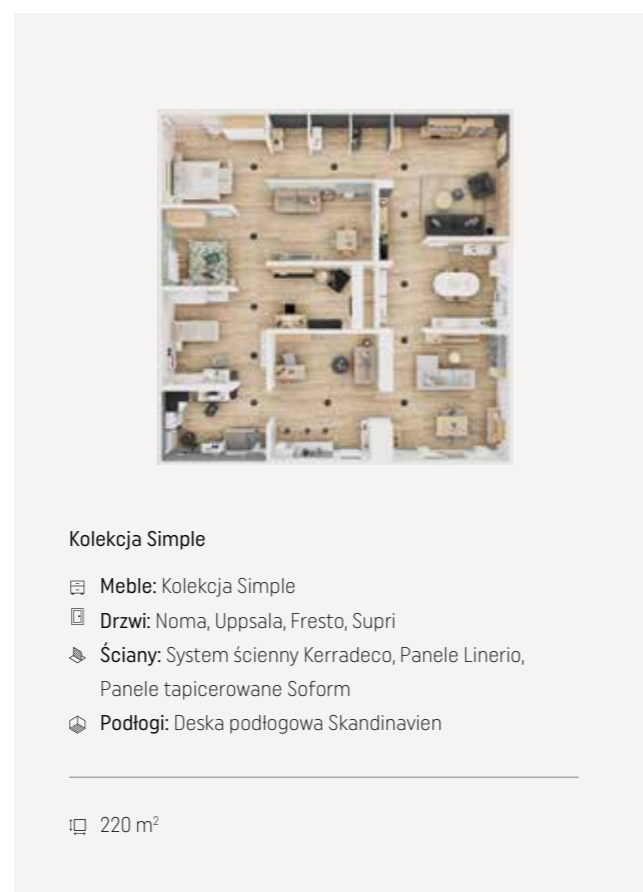 Kolekcja Simple
Meble: Kolekcja Simple
Drzwi: Noma, Uppsala, Fresto, Supri
Ściany: System ścienny Kerradeco, Panele Linerio,
Panele tapicerowane Soform
Podłogi: Deska podłogowa Skandinavien
220 m²